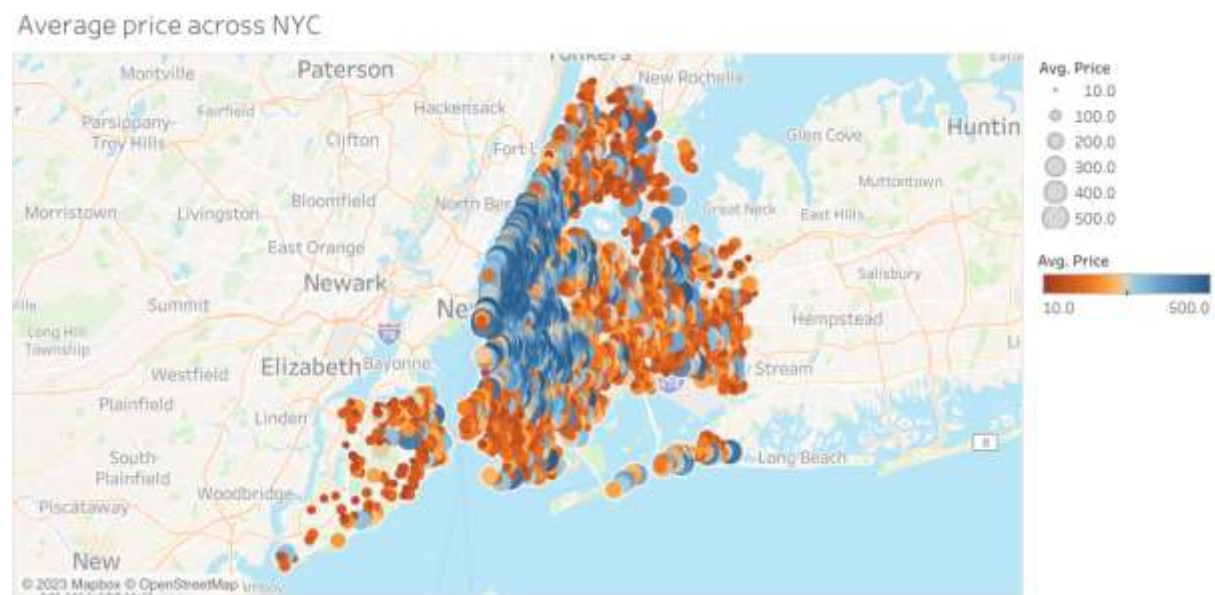 Average price across NYC
Yonkers
Montville
Paterson
New Rochelle
Avg. Price
10.0
100.0
200.0
300.0
400.0
500.0
Fairfield
Hackensack
Parsippany-
Troy Hills
Clifton
Fort L
Glen Cove
Huntin
Muttontown
Morristown
Livingston
Bloomfield
North Ber
Great Neck
East Hills
East Orange
Newark
Salisbury
Avg. Price
10.0
500.0
Summit
Ne
Hempstead
Long Hill
Township
Westfield
Elizabeth
Bayonne
Stream
Plainfield
Linden
South
Plainfield
Long Beach
Woodbridge
Piscataway
New
© 2023 Mapbox © OpenStreetMap